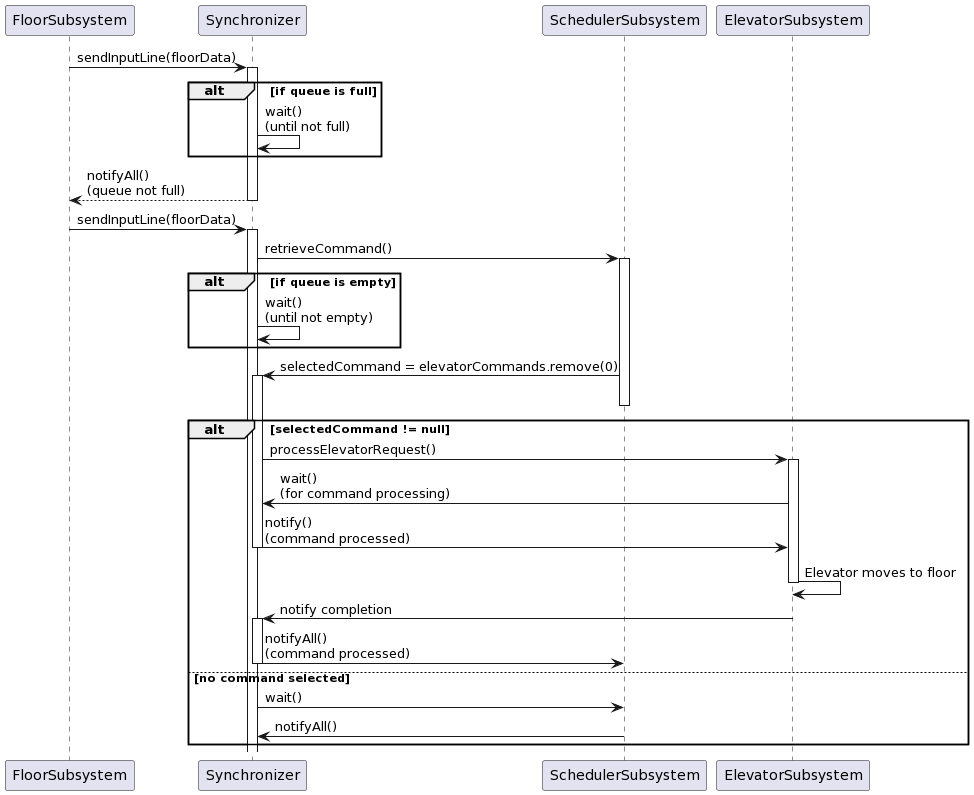 FloorSubsystem Synchronizer SchedulerSubsystem ElevatorSubsystem
sendInputLine(floorData)
alt [if queue is full]
wait()
(until not full)
notifyAll()
(queue not full)
sendInputLine(floorData)
retrieveCommand()
alt [if queue is empty]
wait()
(until not empty)
selectedCommand = elevatorCommands.remove(0)
alt [selectedCommand != null]
processElevatorRequest()
wait()
(for command processing)
notify()
(command processed)
Elevator moves to floor
notify completion
notifyAll()
(command processed)
[no command selected]
wait()
notifyAll()
FloorSubsystem Synchronizer SchedulerSubsystem ElevatorSubsystem